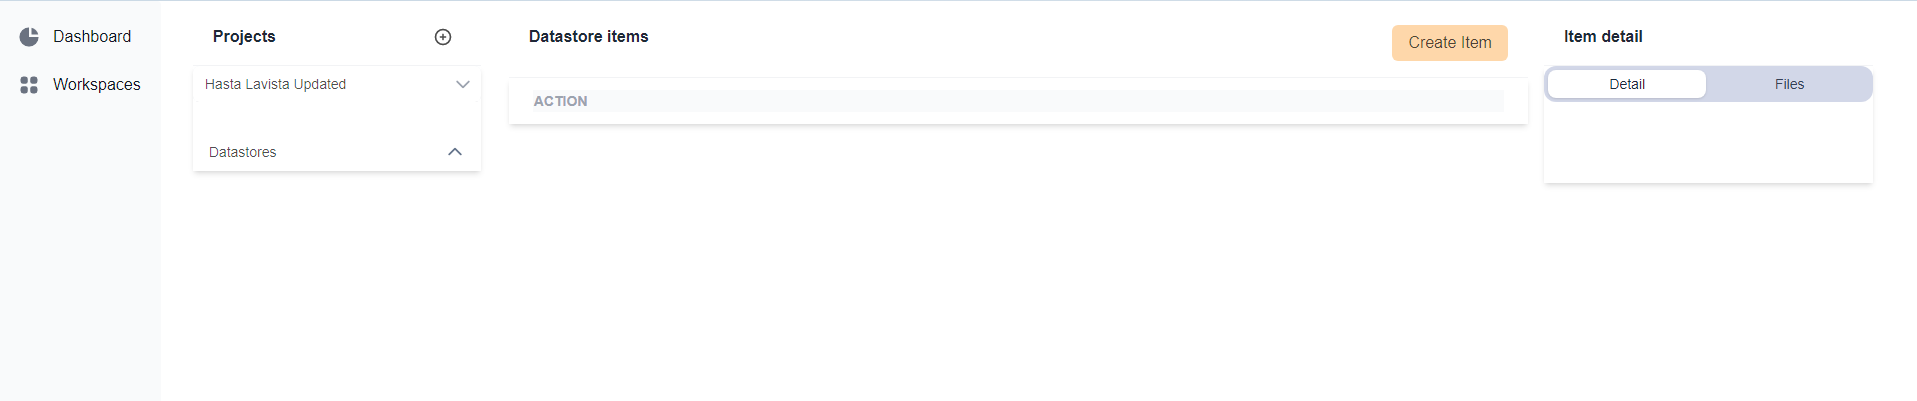 Dashboard
Workspaces
Projects
Hasta Lavista Updated
Datastores
Datastore items
Create Item
ACTION
Item detail
Detail
Files